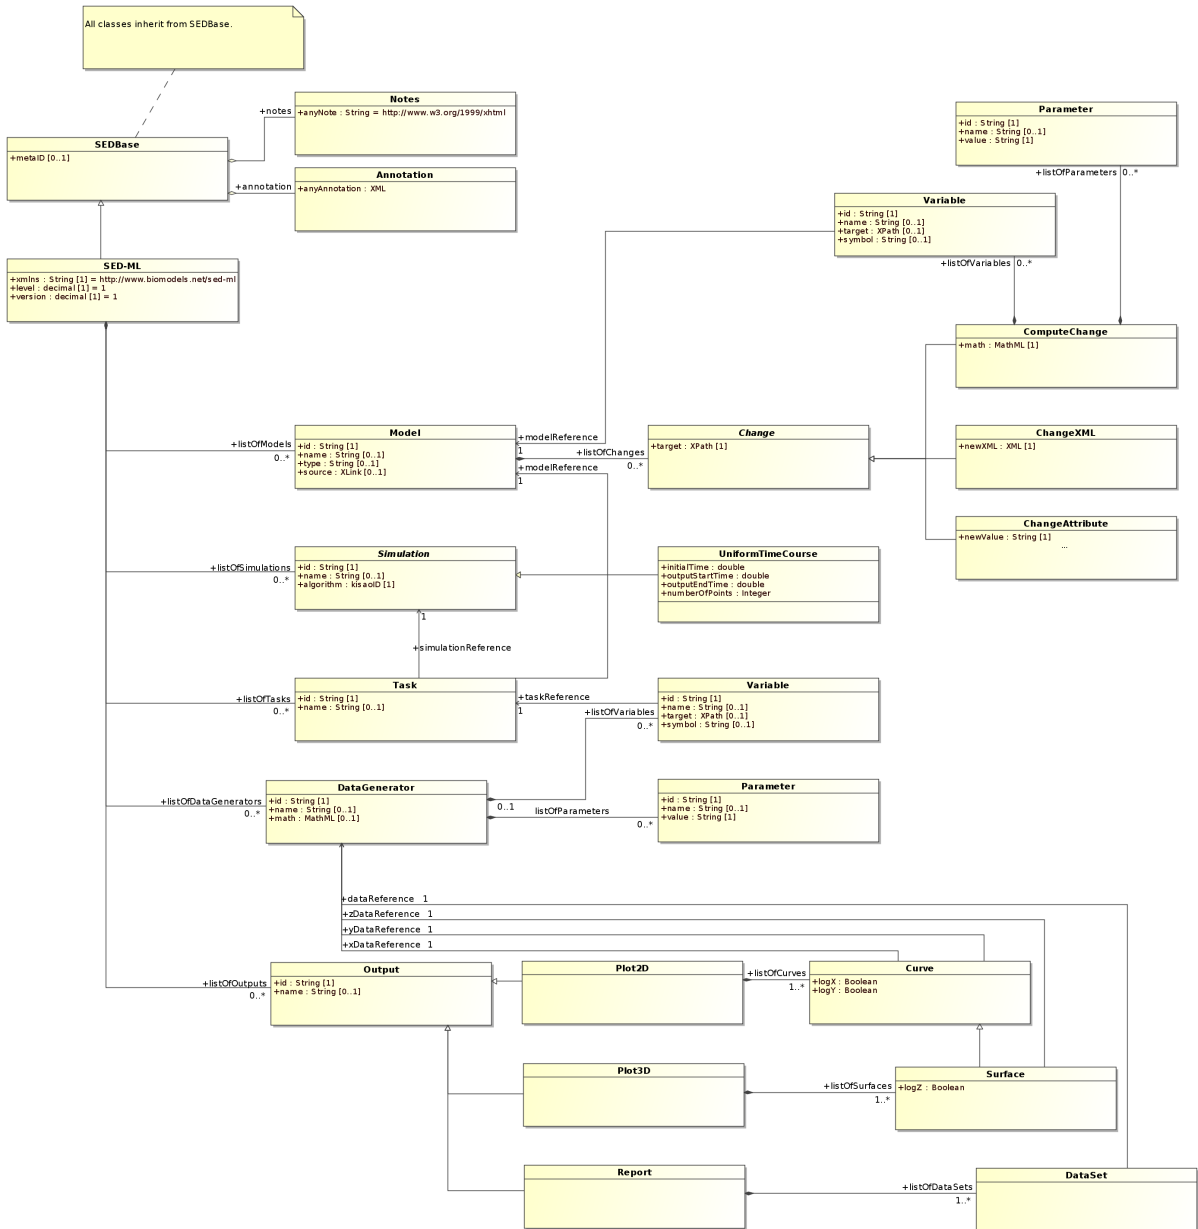 All classes inherit from SEDBase.
Notes
+anyNote : String = http://www.w3.org/1999/xhtml
+notes
SEDBase
+metaID [0..1]
Annotation
+anyAnnotation : XML
+annotation
Parameter
+id : String [1]
+name : String [0..1]
+value : String [1]
+listOfParameters 0..*
Variable
+id : String [1]
+name : String [0..1]
+target : XPath [0..1]
+symbol : String [0..1]
+listOfVariables 0..*
SED-ML
+xmlns : String [1] = http://www.biomodels.net/sed-ml
+level : decimal [1] = 1
+version : decimal [1] = 1
ComputeChange
+math : MathML [1]
+listOfModels
0..*
Model
+id : String [1]
+name : String [0..1]
+type : String [0..1]
+source : XLink [0..1]
+modelReference
1
+listOfChanges
0..*
+modelReference
1
Change
+target : XPath [1]
ChangeXML
+newXML : XML [1]
ChangeAttribute
+newValue : String [1]
...
+listOfSimulations
0..*
Simulation
+id : String [1]
+name : String [0..1]
+algorithm : kisaoID [1]
1
+simulationReference
UniformTimeCourse
+initialTime : double
+outputStartTime : double
+outputEndTime : double
+numberOfPoints : Integer
+listOfTasks
0..*
Task
+id : String [1]
+name : String [0..1]
+taskReference
1
+listOfVariables
0..*
Variable
+id : String [1]
+name : String [0..1]
+target : XPath [0..1]
+symbol : String [0..1]
+listOfDataGenerators
0..*
DataGenerator
+id : String [1]
+name : String [0..1]
+math : MathML [0..1]
0..1
listOfParameters
0..*
Parameter
+id : String [1]
+name : String [0..1]
+value : String [1]
+dataReference 1
+zDataReference 1
+yDataReference 1
+xDataReference 1
+listOfOutputs
0..*
Output
+id : String [1]
+name : String [0..1]
Plot2D
+listOfCurves
1..*
Curve
+logX : Boolean
+logY : Boolean
Plot3D
+listOfSurfaces
1..*
Surface
+logZ : Boolean
Report
+listOfDataSets
1..*
DataSet